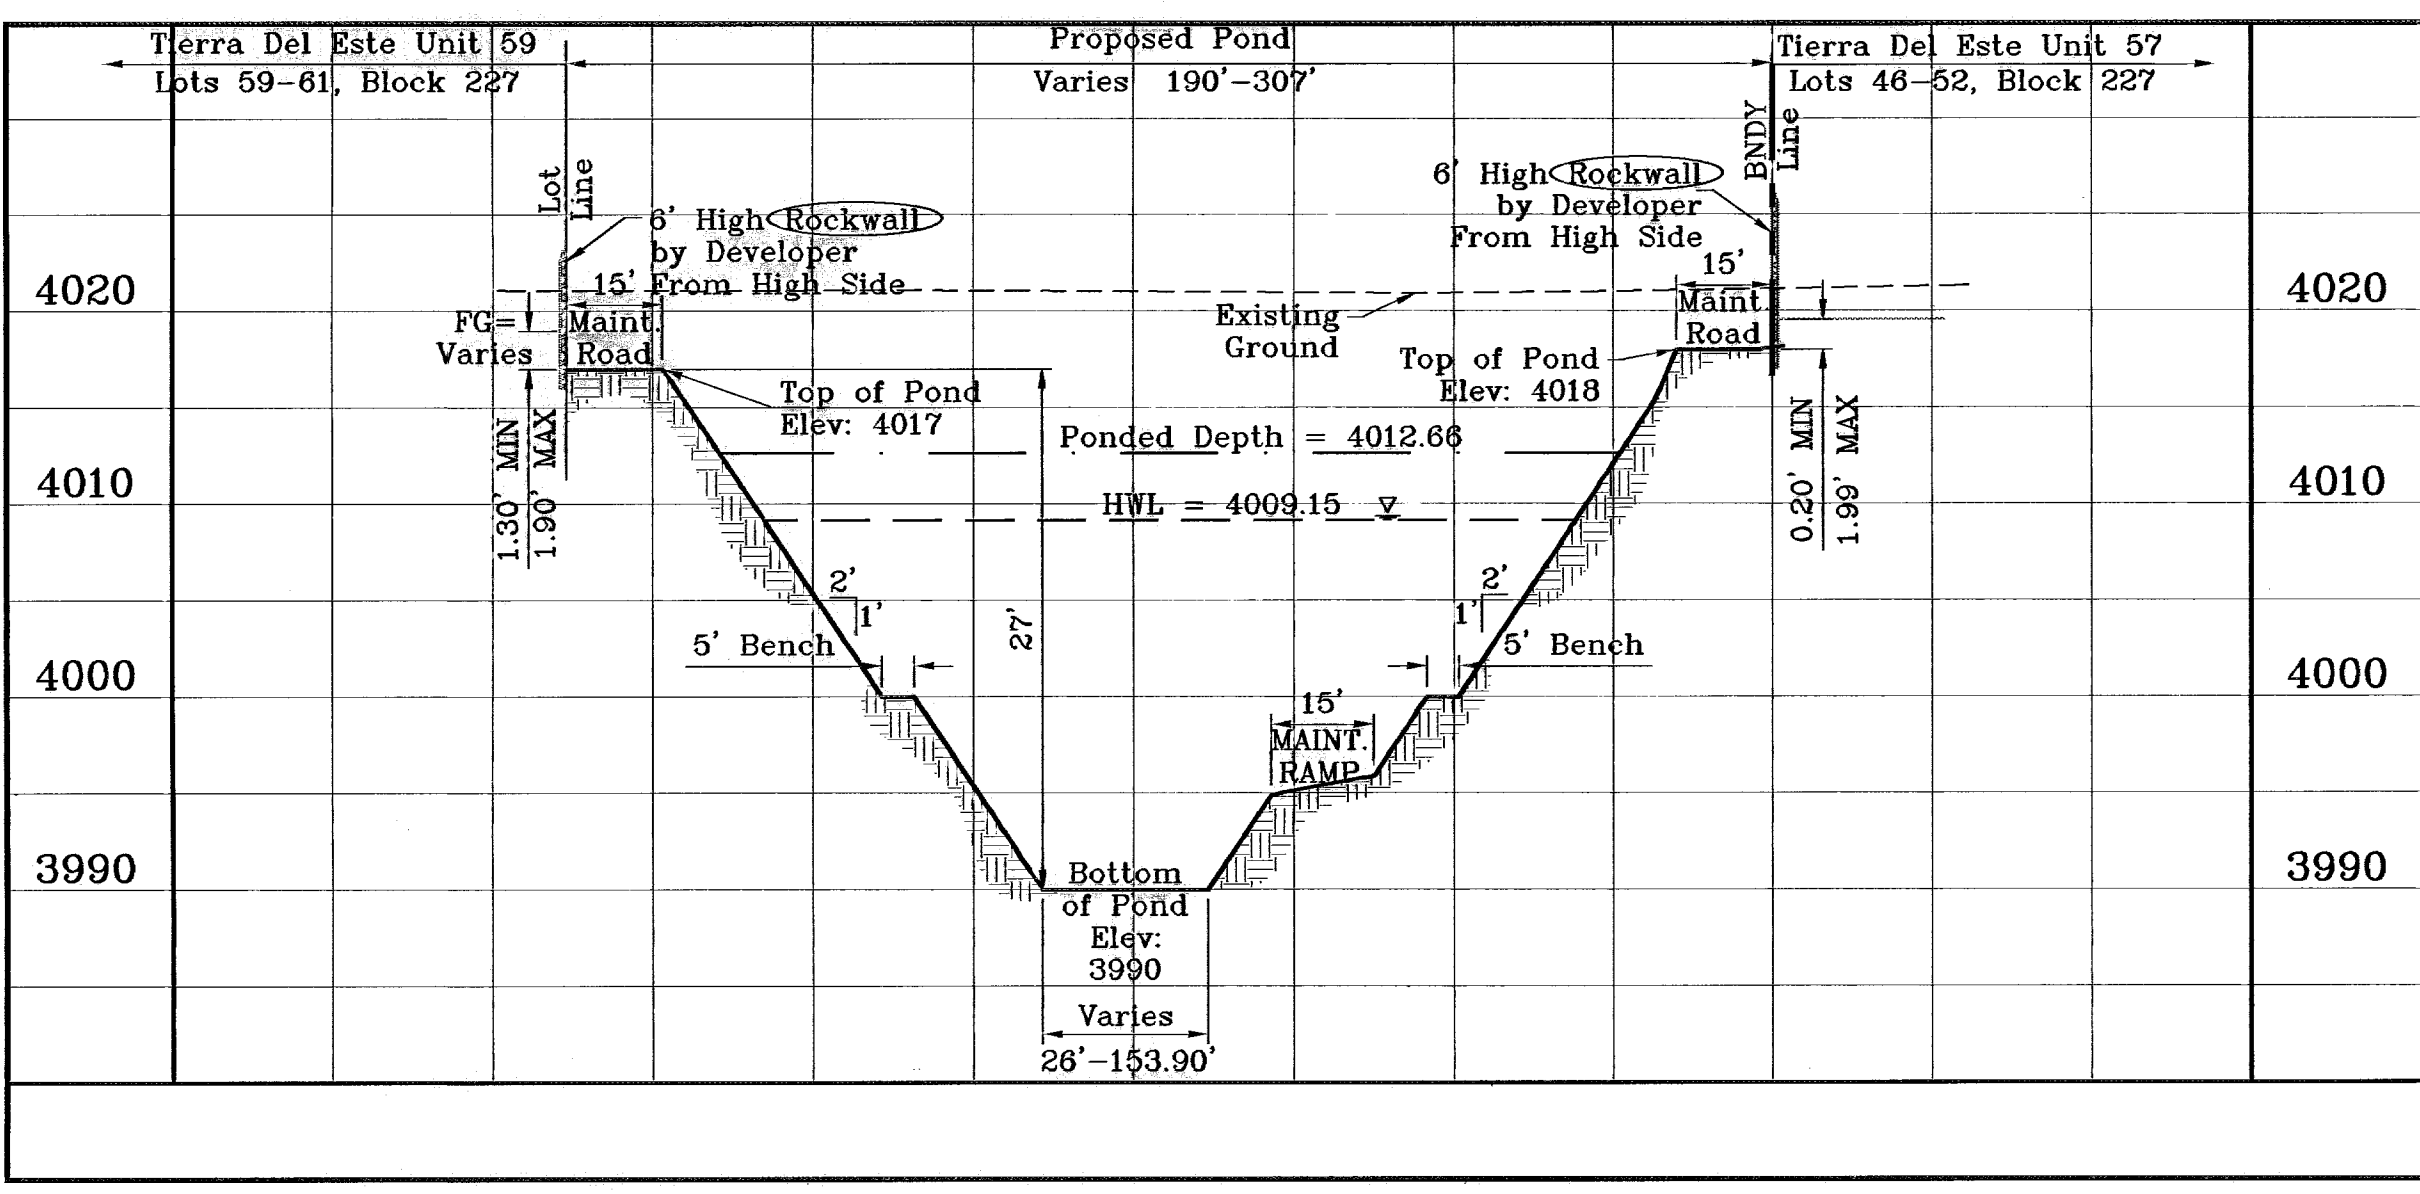 Tierra Del Este Unit 59
Lots 59-61, Block 227
Proposed Pond
Varies 190'-307'
Tierra Del Este Unit 57
Lots 46-52, Block 227
Lot
Line
BNDY
Line
6' High Rockwall
by Developer
From High Side
6' High Rockwall
by Developer
From High Side
4020
15'
Maint.
Road
FG=
Varies
Existing
Ground
15'
Maint.
Road
4020
Top of Pond
Elev: 4017
Top of Pond
Elev: 4018
1.30' MIN
1.90' MAX
0.20' MIN
1.99' MAX
Ponded Depth = 4012.66
4010
HWL = 4009.15
4010
2'
1'
27'
2'
1'
5' Bench
5' Bench
4000
4000
15'
MAINT.
RAMP
3990
Bottom
of Pond
Elev:
3990
3990
Varies
26'-153.90'